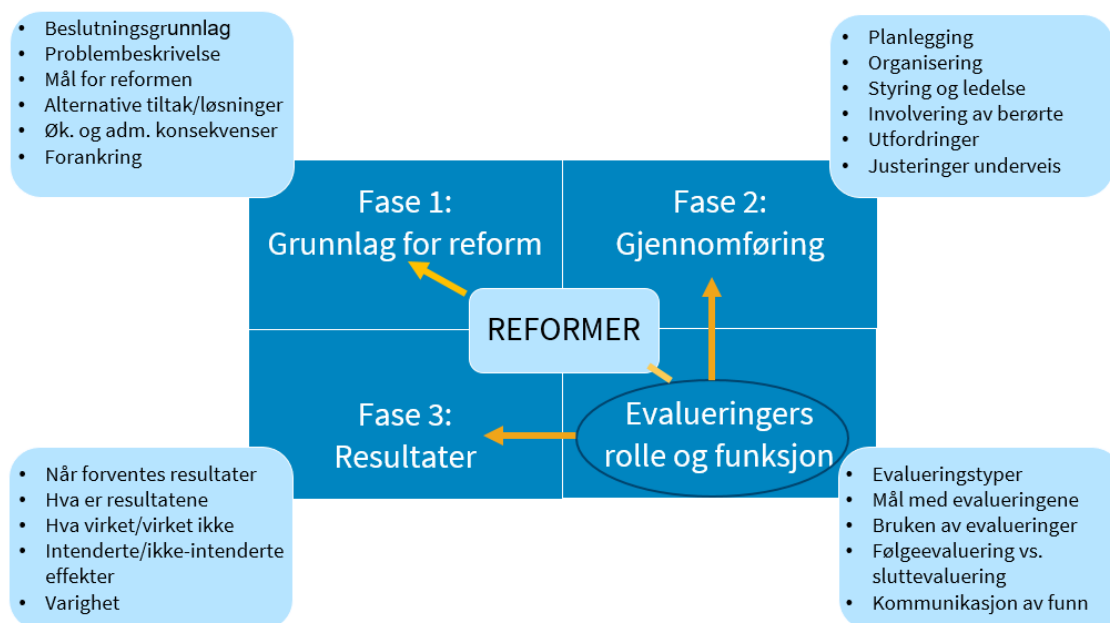 • Beslutningsgrunnlag
• Problembeskrivelse
• Mål for reformen
• Alternative tiltak/løsninger
• Øk. og adm. konsekvenser
• Forankring
• Planlegging
• Organisering
• Styring og ledelse
• Involvering av berørte
• Utfordringer
• Justeringer underveis
Fase 1:
Grunnlag for reform
Fase 2:
Gjennomføring
REFORMER
Fase 3:
Resultater
Evalueringers
rolle og funksjon
• Når forventes resultater
• Hva er resultatene
• Hva virket/virket ikke
• Intenderte/ikke-intenderte
effekter
• Varighet
• Evalueringstyper
• Mål med evalueringene
• Bruken av evalueringer
• Følgeevaluering vs.
sluttevaluering
• Kommunikasjon av funn